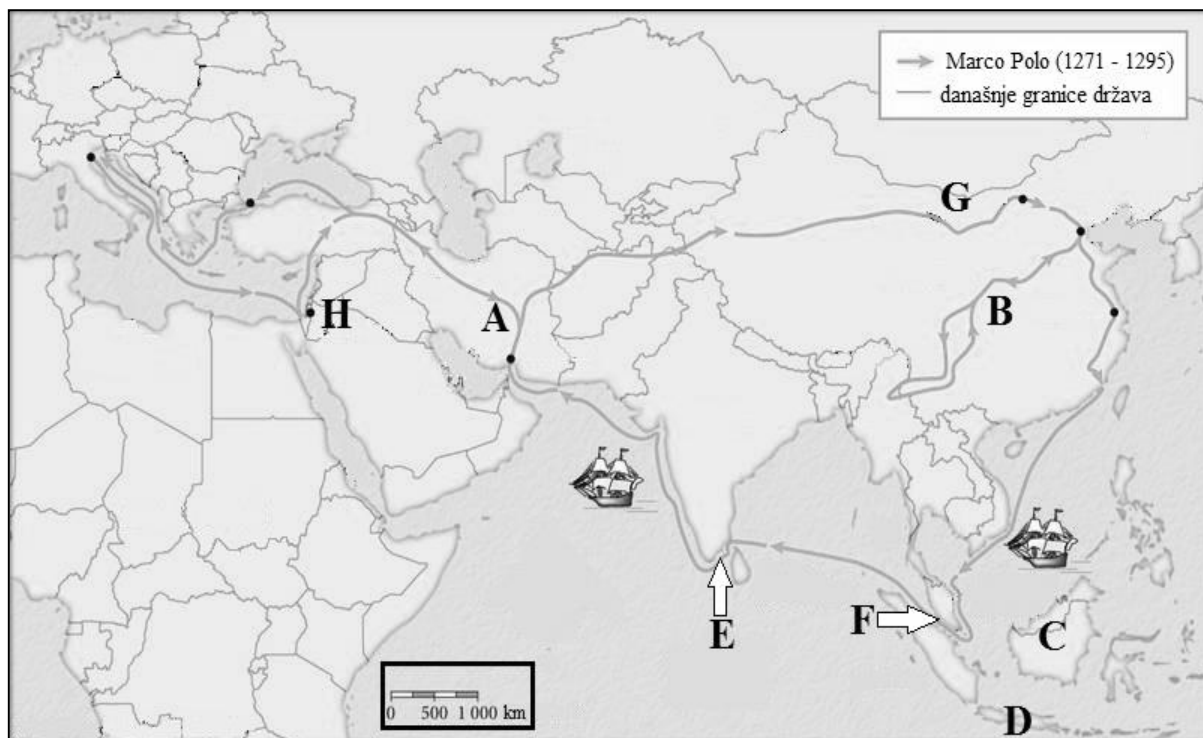 Marco Polo (1271 - 1295)
današnje granice država
G
H
A
B
E
F
C
D
0 500 1 000 km